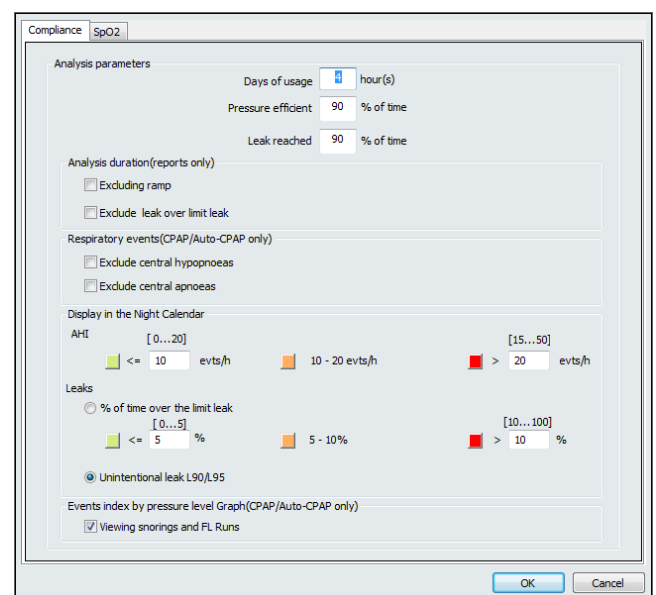 Compliance SpO2
Analysis parameters
Days of usage 4 hour(s)
Pressure efficient 90 % of time
Leak reached 90 % of time
Analysis duration(reports only)
Excluding ramp
Exclude leak over limit leak
Respiratory events(CPAP/Auto-CPAP only)
Exclude central hypopnoeas
Exclude central apnoeas
Display in the Night Calendar
AHI
[ 0...20] [15...50]
<= 10 evts/h 10 - 20 evts/h > 20 evts/h
Leaks
% of time over the limit leak
[ 0...5] [10...100]
<= 5 % 5 - 10% > 10 %
Unintentional leak L90/L95
Events index by pressure level Graph(CPAP/Auto-CPAP only)
Viewing snorings and FL Runs
OK Cancel